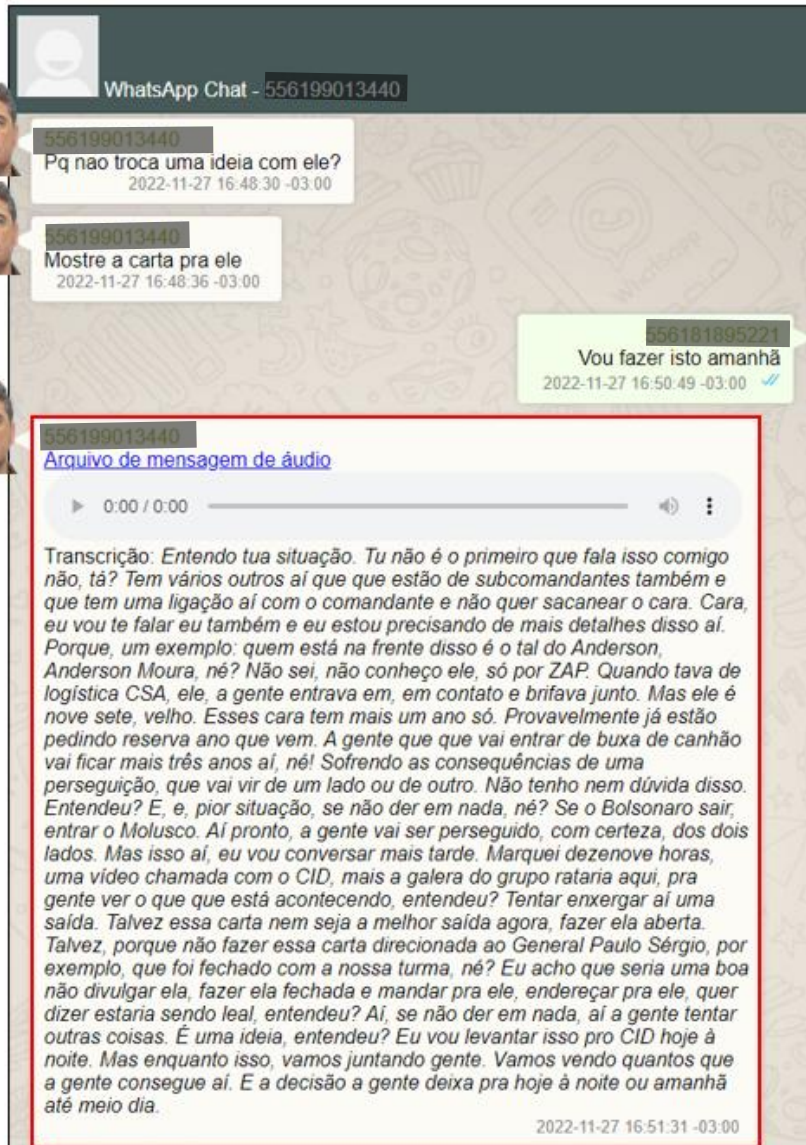 WhatsApp Chat -
Pq nao troca uma ideia com ele?
2022-11-27 16:48:30 -03:00
Mostre a carta pra ele
2022-11-27 16:48:36 -03:00
Vou fazer isto amanhã
2022-11-27 16:50:49 -03:00
Arquivo de mensagem de áudio
0:00 / 0:00
Transcrição: Entendo tua situação. Tu não é o primeiro que fala isso comigo
não, tá? Tem vários outros aí que que estão de subcomandantes também e
que tem uma ligação aí com o comandante e não quer sacanear o cara. Cara,
eu vou te falar eu também e eu estou precisando de mais detalhes disso aí.
Porque, um exemplo: quem está na frente disso é o tal do Anderson,
Anderson Moura, né? Não sei, não conheço ele, só por ZAP. Quando tava de
logística CSA, ele, a gente entrava em, em contato e brifava junto. Mas ele é
nove sete, velho. Esses cara tem mais um ano só. Provavelmente já estão
pedindo reserva ano que vem. A gente que que vai entrar de buxa de canhão
vai ficar mais três anos aí, né! Sofrendo as consequências de uma
perseguição, que vai vir de um lado ou de outro. Não tenho nem dúvida disso.
Entendeu? E, e, pior situação, se não der em nada, né? Se o Bolsonaro sair,
entrar o Molusco. Aí pronto, a gente vai ser perseguido, com certeza, dos dois
lados. Mas isso aí, eu vou conversar mais tarde. Marquei dezenove horas,
uma vídeo chamada com o CID, mais a galera do grupo rataria aqui, pra
gente ver o que que está acontecendo, entendeu? Tentar enxergar aí uma
saída. Talvez essa carta nem seja a melhor saída agora, fazer ela aberta.
Talvez, porque não fazer essa carta direcionada ao General Paulo Sérgio, por
exemplo, que foi fechado com a nossa turma, né? Eu acho que seria uma boa
não divulgar ela, fazer ela fechada e mandar pra ele, endereçar pra ele, quer
dizer estaria sendo leal, entendeu? Aí, se não der em nada, aí a gente tentar
outras coisas. É uma ideia, entendeu? Eu vou levantar isso pro CID hoje à
noite. Mas enquanto isso, vamos juntando gente. Vamos vendo quantos que
a gente consegue aí. E a decisão a gente deixa pra hoje à noite ou amanhã
até meio dia.
2022-11-27 16:51:31 -03:00